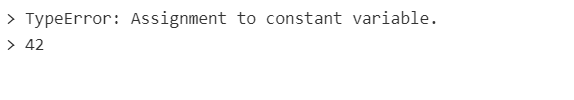 > TypeError: Assignment to constant variable.
> 42